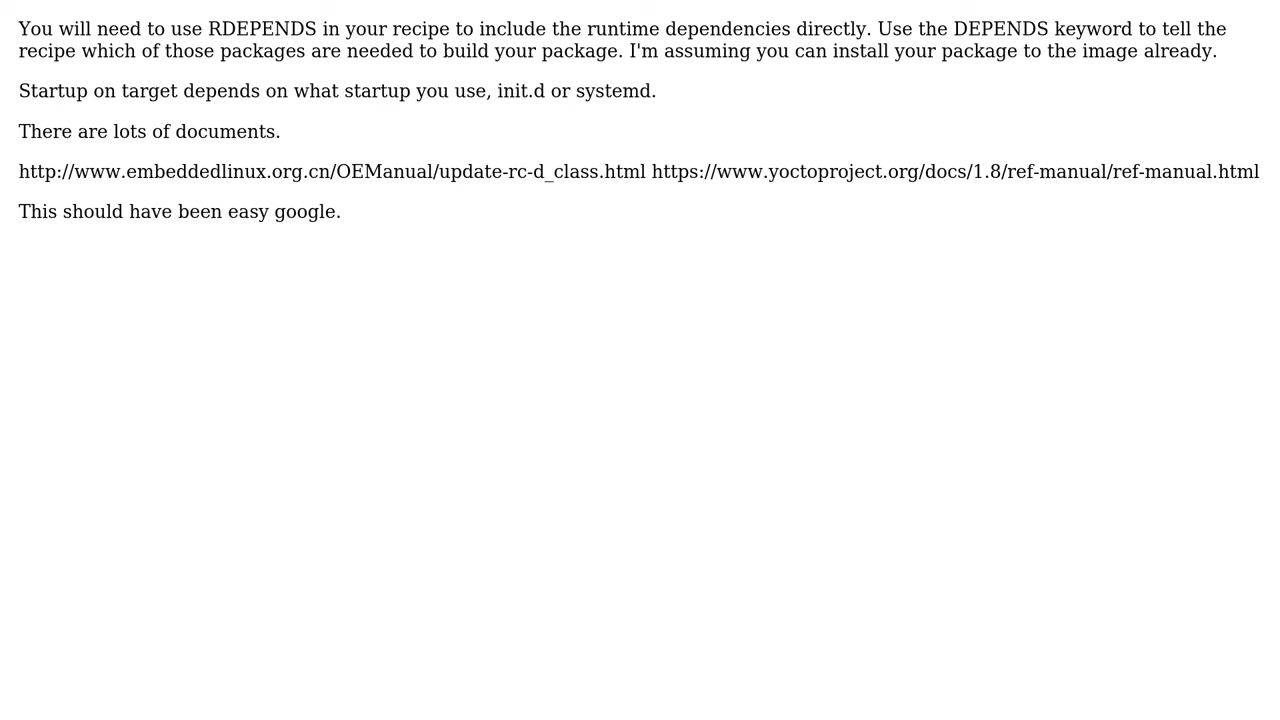 You will need to use RDEPENDS in your recipe to include the runtime dependencies directly. Use the DEPENDS keyword to tell the
recipe which of those packages are needed to build your package. I'm assuming you can install your package to the image already.
Startup on target depends on what startup you use, init.d or systemd.
There are lots of documents.
http://www.embeddedlinux.org.cn/OEManual/update-rc-d_class.html https://www.yoctoproject.org/docs/1.8/ref-manual/ref-manual.html
This should have been easy google.